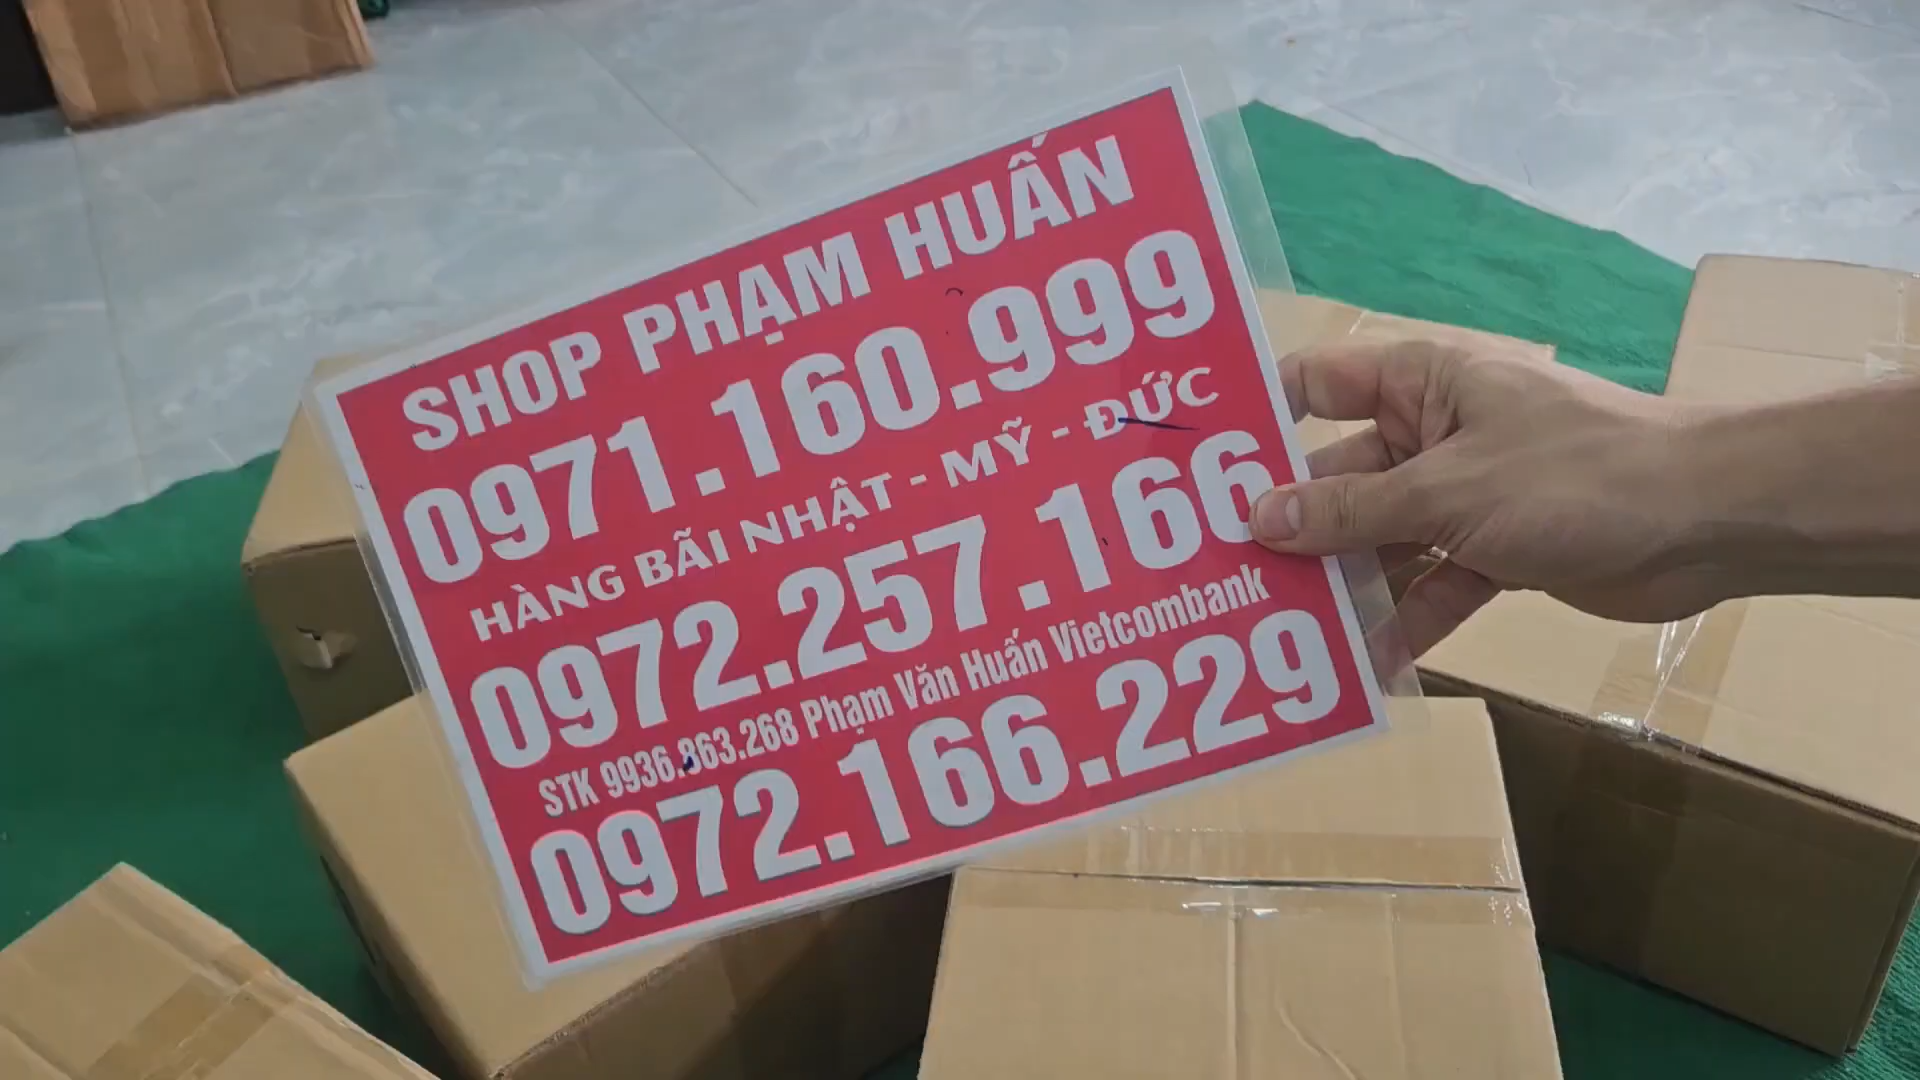 SHOP PHẠM HUẤN
0971.160.999
HÀNG BÃI NHẬT - MỸ - ĐỨC
0972.257.166
STK 9936.863.268 Phạm Văn Huấn Vietcombank
0972.166.229